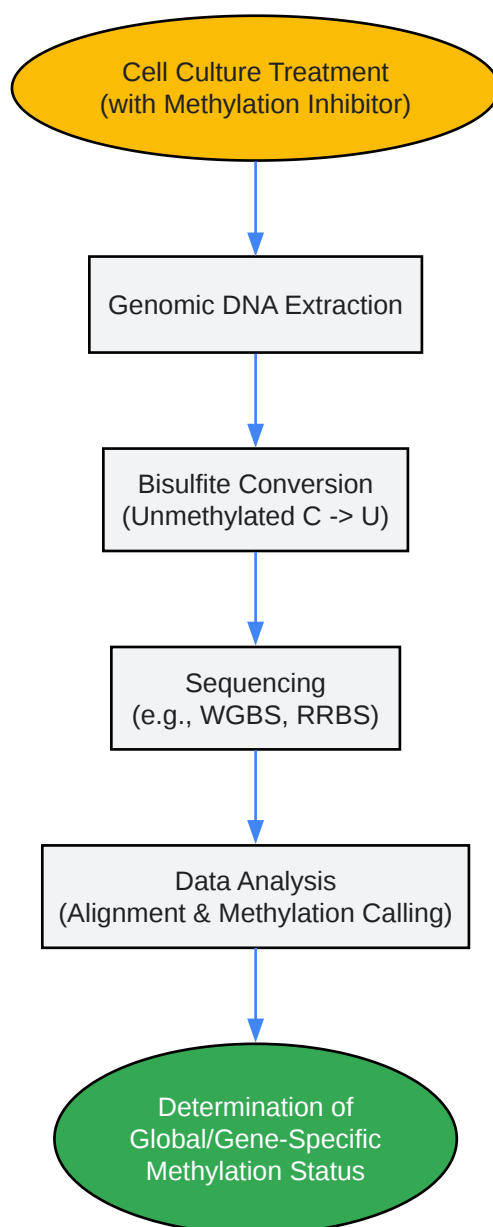 Cell Culture Treatment
(with Methylation Inhibitor)
Genomic DNA Extraction
Bisulfite Conversion
(Unmethylated C -> U)
Sequencing
(e.g., WGBS, RRBS)
Data Analysis
(Alignment & Methylation Calling)
Determination of
Global/Gene-Specific
Methylation Status